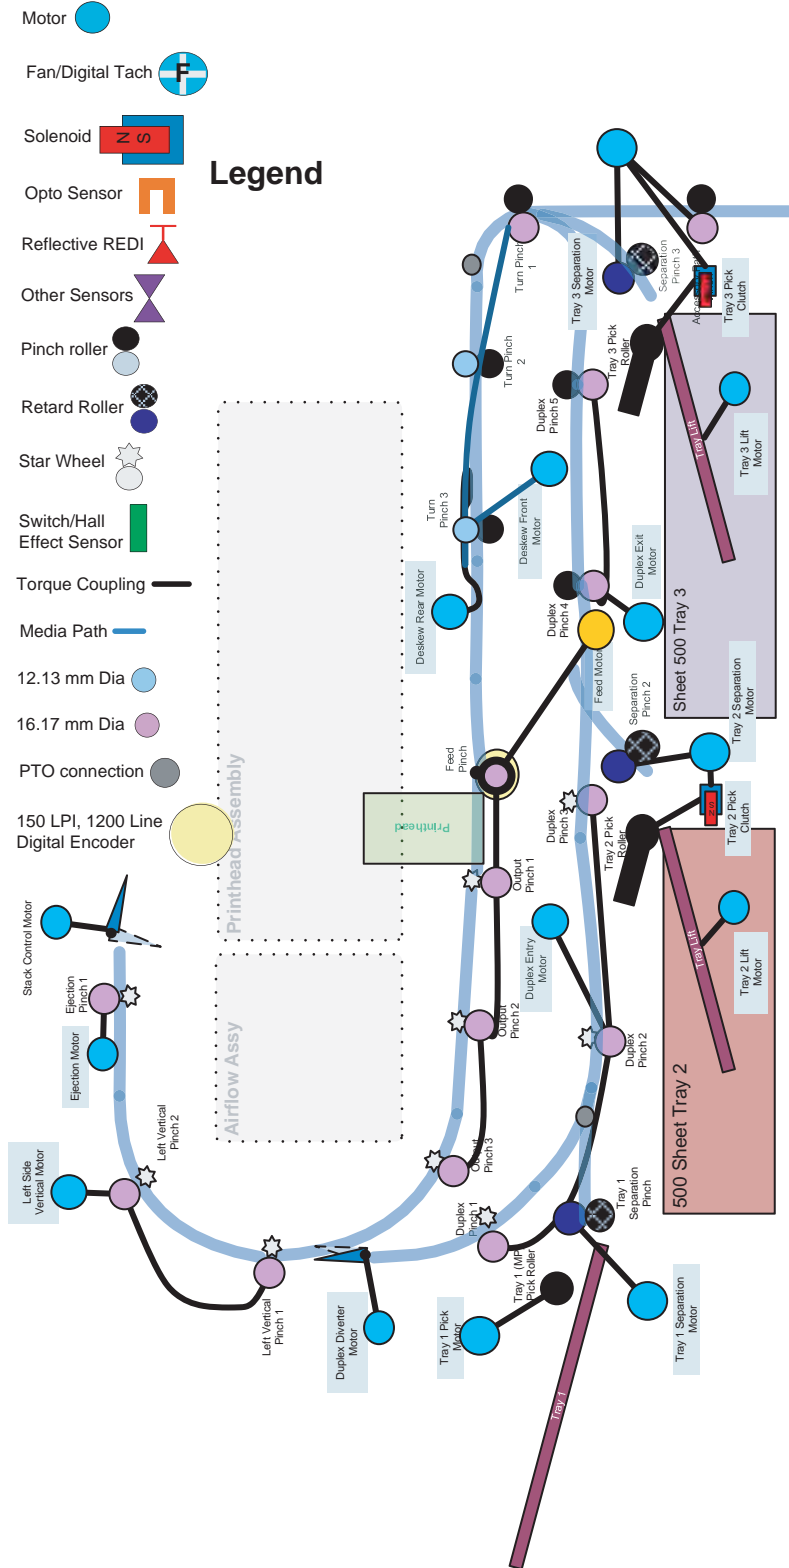 Legend
Motor
Fan/Digital Tach
F
Solenoid
N S
Opto Sensor
Reflective REDI
Other Sensors
Pinch roller
Retard Roller
Star Wheel
Switch/Hall
Effect Sensor
Torque Coupling
Media Path
12.13 mm Dia
16.17 mm Dia
PTO connection
150 LPI, 1200 Line
Digital Encoder
Turn Pinch
1
Tray 3 Separation
Motor
Separation
Pinch 3
Tray 3 Pick
Clutch
Turn Pinch
2
Tray 3 Pick
Roller
Duplex
Pinch 5
Tray Lift
Tray 3 Lift
Motor
Turn
Pinch 3
Deskew Front
Motor
Deskew Rear Motor
Duplex
Pinch 4
Duplex Exit
Motor
Feed Motor
Sheet 500 Tray 3
Separation
Pinch 2
Tray 2 Separation
Motor
Feed
Pinch
Printhead Assembly
Printhead
Duplex
Pinch 3
Tray 2 Pick
Roller
N S
Tray 2 Pick
Clutch
Output
Pinch 1
Stack Control Motor
Ejection
Pinch 1
Ejection Motor
Duplex Entry
Motor
Tray Lift
Tray 2 Lift
Motor
Output
Pinch 2
Duplex
Pinch 2
Airflow Assy
500 Sheet Tray 2
Left Vertical
Pinch 2
Left Side
Vertical Motor
Output
Pinch 3
Duplex
Pinch 1
Tray 1
Separation
Pinch
Tray 1 (MP
Pick Roller
Left Vertical
Pinch 1
Duplex Diverter
Motor
Tray 1 Pick
Motor
Tray 1 Separation
Motor
Tray 1